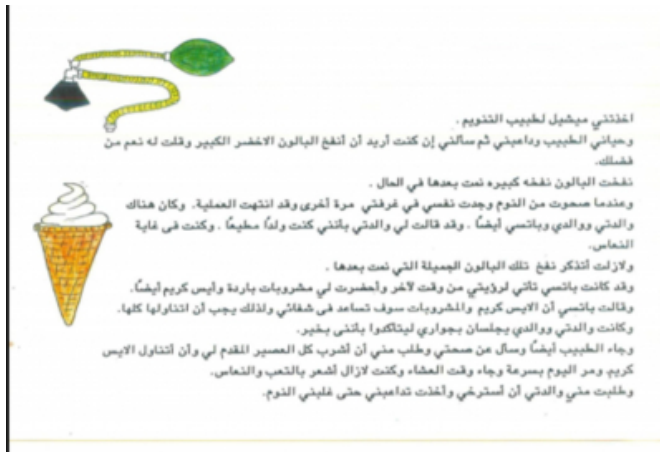 اخذتني ميشيل لطبيب التنويم .
وحياني الطبيب وداعبني ثم سألني إن كنت أريد أن أنفخ البالون الاخضر الكبير وقلت له نعم من
فضلك.
نفخت البالون نفخه كبيره نمت بعدها في الحال .
وعندما صحوت من النوم وجدت نفسي في غرفتي مرة أخرى وقد انتهت العملية. وكان هناك
والدتي ووالدي وباتسي أيضاً . وقد قالت لي والدتي بأنني كنت ولداً مطيعاً . وكنت فى غاية
النعاس.
ولازلت أتذكر نفخ تلك البالون الجميلة التي نمت بعدها .
وقد كانت باتسي تأتي لرؤيتي من وقت لآخر وأحضرت لي مشروبات باردة وأيس كريم أيضاً.
وقالت باتسي أن الايس كريم والمشروبات سوف تساعد فى شفائي ولذلك يجب أن اتناولها كلها.
وكانت والدتي ووالدي يجلسان بجواري ليتأكدوا بأننى بخير.
وجاء الطبيب أيضاً وسأل عن صحتي وطلب مني أن أشرب كل العصير المقدم لي وأن أتناول الايس
كريم ومر اليوم بسرعة وجاء وقت العشاء وكنت لازال أشعر بالتعب والنعاس.
وطلبت مني والدتي أن أسترخي وأخذت تداعبني حتى غلبني النوم.